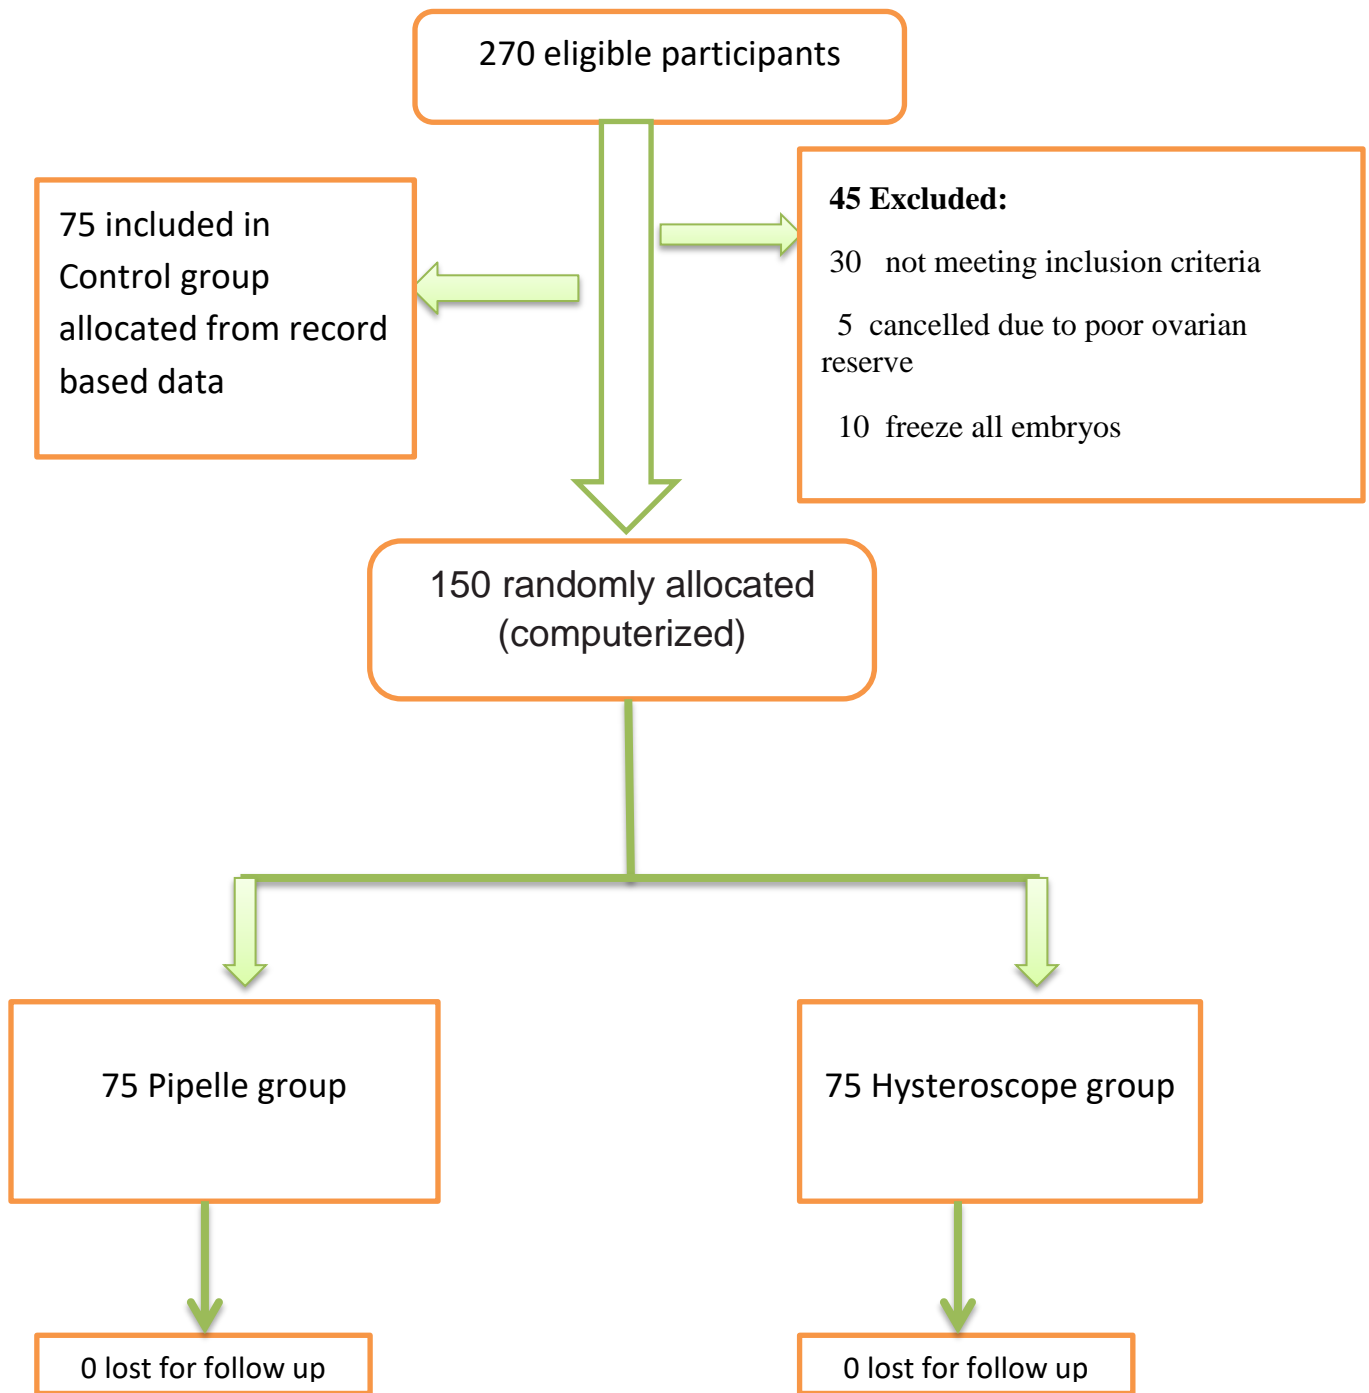 270 eligible participants
75 included in
Control group
allocated from record
based data
45 Excluded:
30 not meeting inclusion criteria
5 cancelled due to poor ovarian
reserve
10 freeze all embryos
150 randomly allocated
(computerized)
75 Pipelle group
75 Hysteroscope group
0 lost for follow up
0 lost for follow up